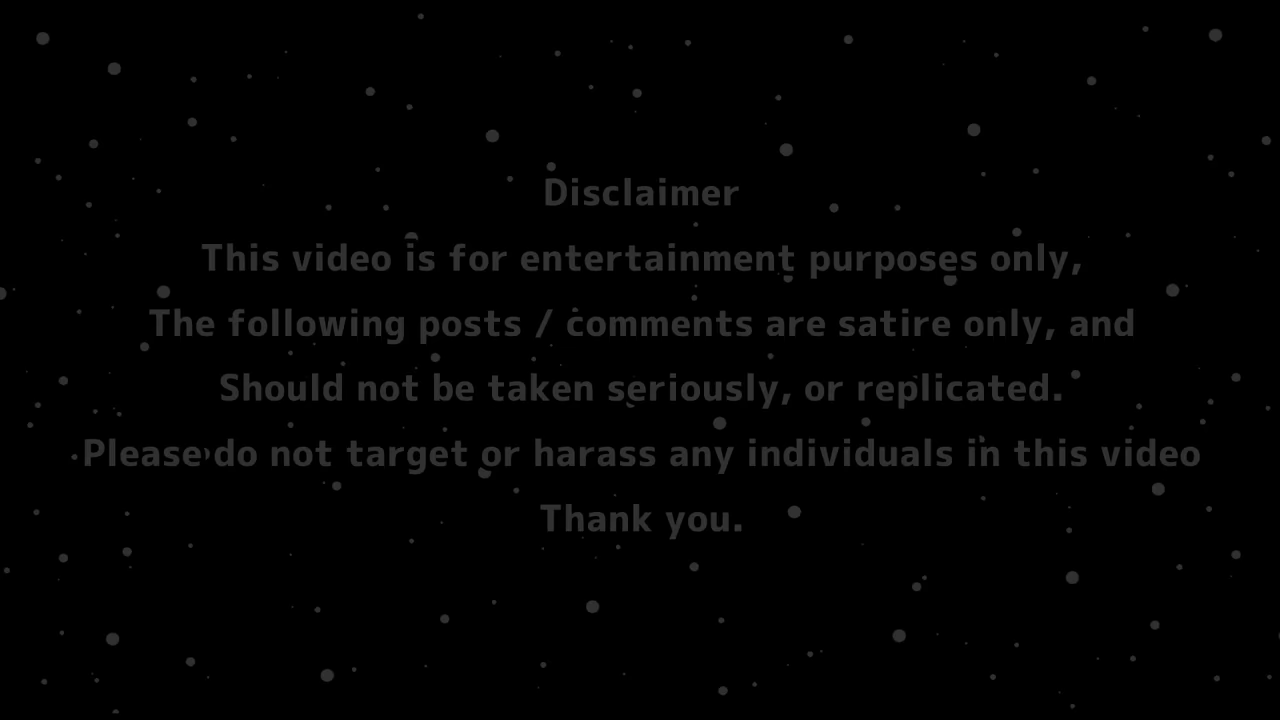 Disclaimer
This video is for entertainment purposes only,
The following posts / comments are satire only, and
Should not be taken seriously, or replicated.
Please do not target or harass any individuals in this video
Thank you.